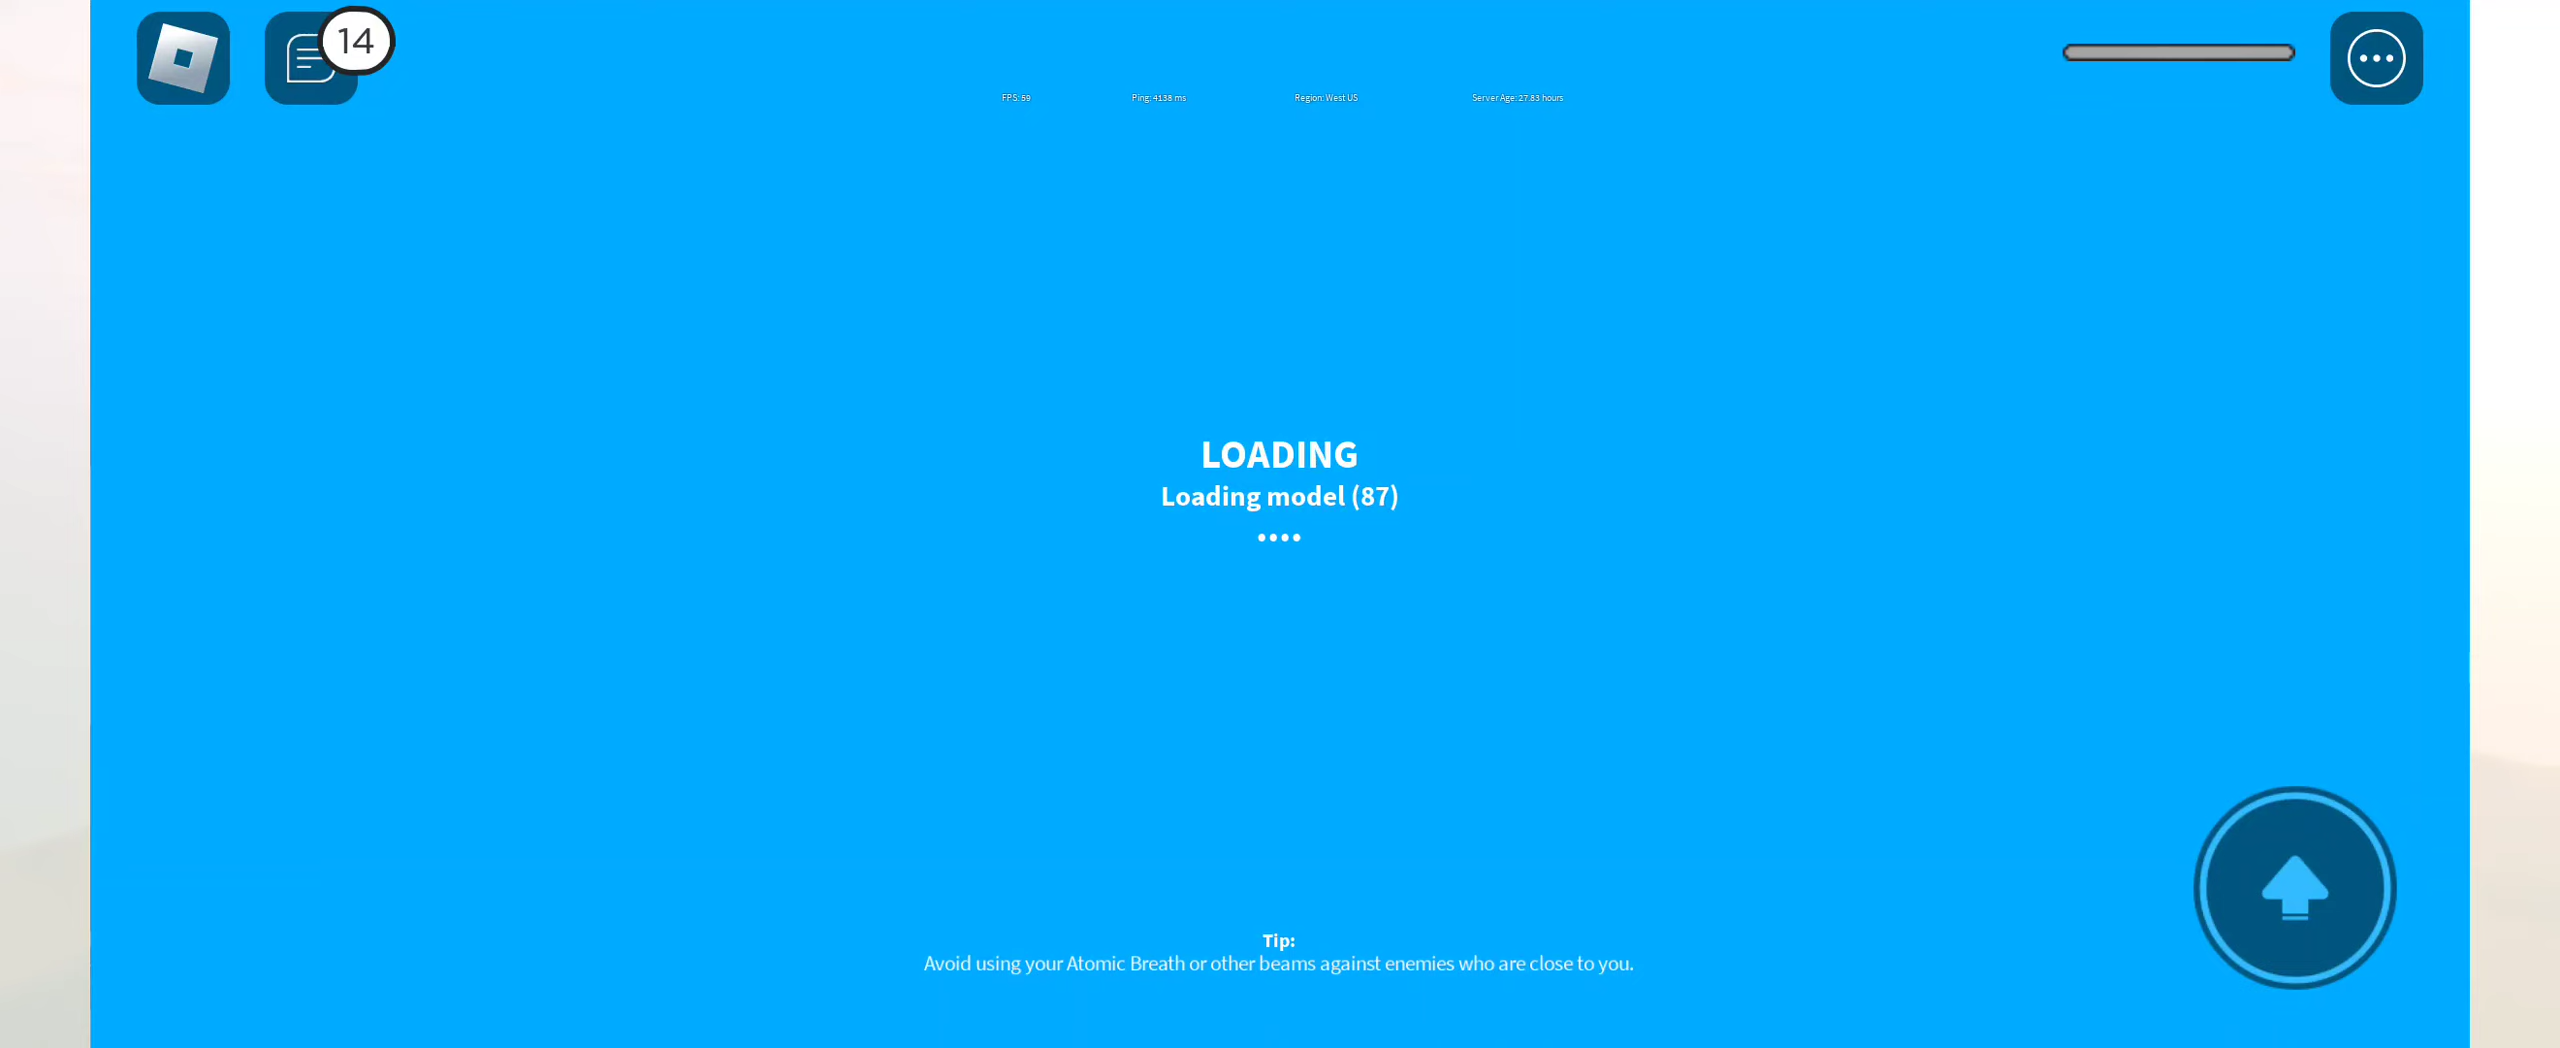 14
FPS: 59 Ping: 4138 ms Region: West US Server Age: 27.83 hours
LOADING
Loading model (87)
Tip:
Avoid using your Atomic Breath or other beams against enemies who are close to you.